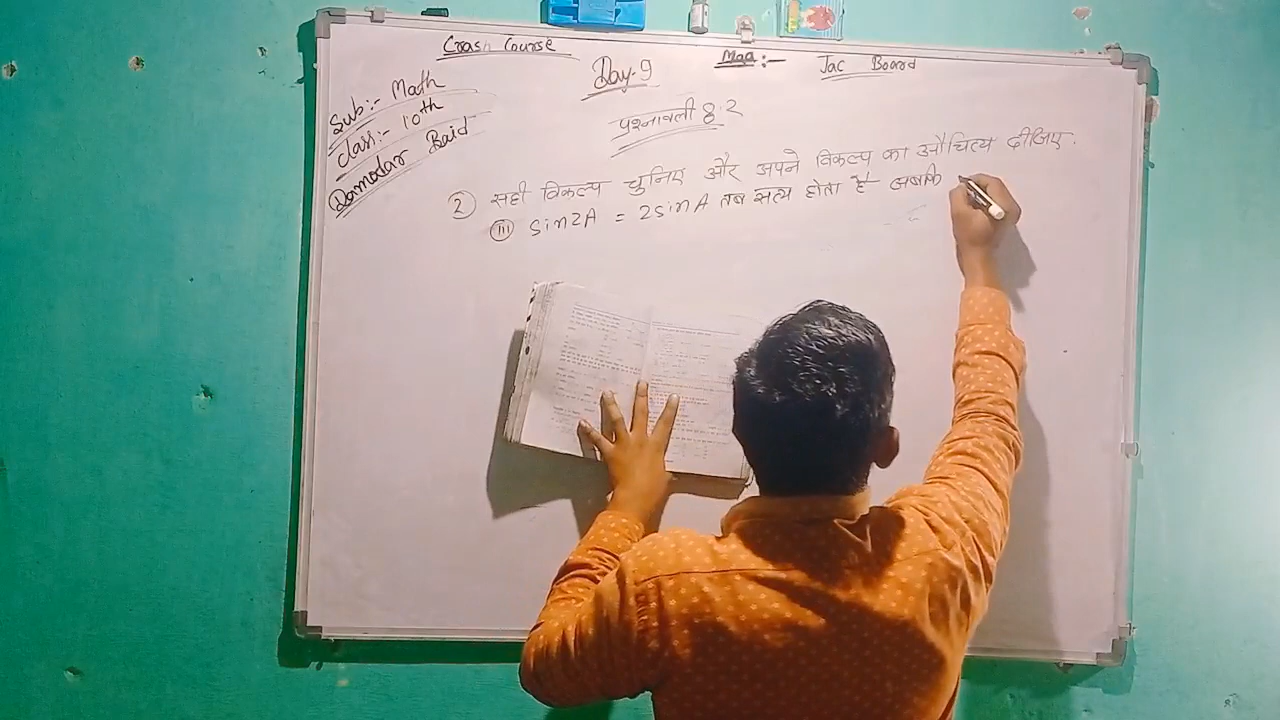 Crash Course
Maa:-
Jac Board
Day-9
Sub:- Math
Class:- 10th
Damodar Baid
प्रश्नावली 8.2
2 सही विकल्प चुनिए और अपने विकल्प का औचित्य दीजिए.
III sin2A = 2sinA तब सत्य होता है जबकि